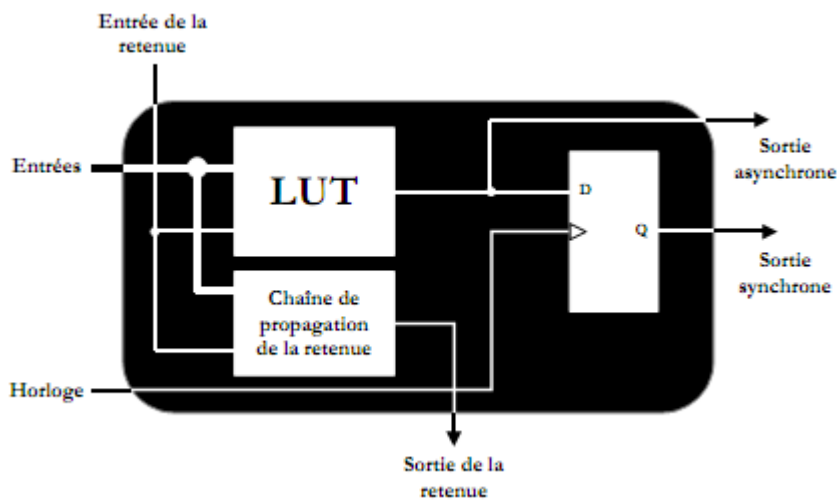 Entrée de la
retenue
Entrées
LUT
D
Q
Sortie
asynchrone
Sortie
synchrone
Chaîne de
propagation
de la retenue
Horloge
Sortie de la
retenue